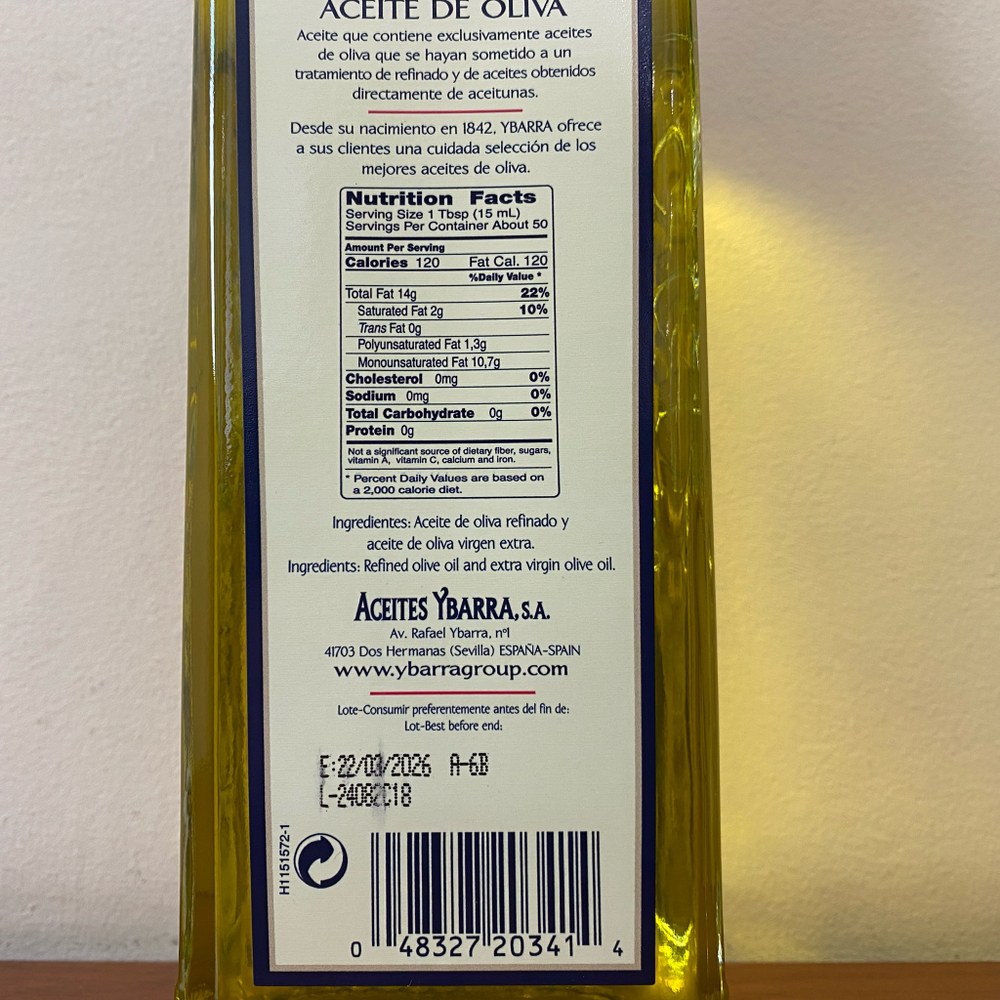 ACEITE DE OLIVA
Aceite que contiene exclusivamente aceites
de oliva que se hayan sometido a un
tratamiento de refinado y de aceites obtenidos
directamente de aceitunas.
Desde su nacimiento en 1842, YBARRA ofrece
a sus clientes una cuidada selección de los
mejores aceites de oliva.
Nutrition Facts
Serving Size 1 Tbsp (15 mL)
Servings Per Container About 50
Amount Per Serving
Calories 120 Fat Cal. 120
%Daily Value *
Total Fat 14g 22%
Saturated Fat 2g 10%
Trans Fat 0g
Polyunsaturated Fat 1,3g
Monounsaturated Fat 10,7g
Cholesterol 0mg 0%
Sodium 0mg 0%
Total Carbohydrate 0g 0%
Protein 0g
Not a significant source of dietary fiber, sugars,
vitamin A, vitamin C, calcium and iron.
* Percent Daily Values are based on
a 2,000 calorie diet.
Ingredientes: Aceite de oliva refinado y
aceite de oliva virgen extra.
Ingredients: Refined olive oil and extra virgin olive oil.
ACEITES YBARRA, S.A.
Av. Rafael Ybarra, nº1
41703 Dos Hermanas (Sevilla) ESPAÑA-SPAIN
www.ybarragroup.com
Lote-Consumir preferentemente antes del fin de:
Lot-Best before end:
E:22/03/2026 A-6B
L-24082C18
H1151572-1
0 48327 20341 4